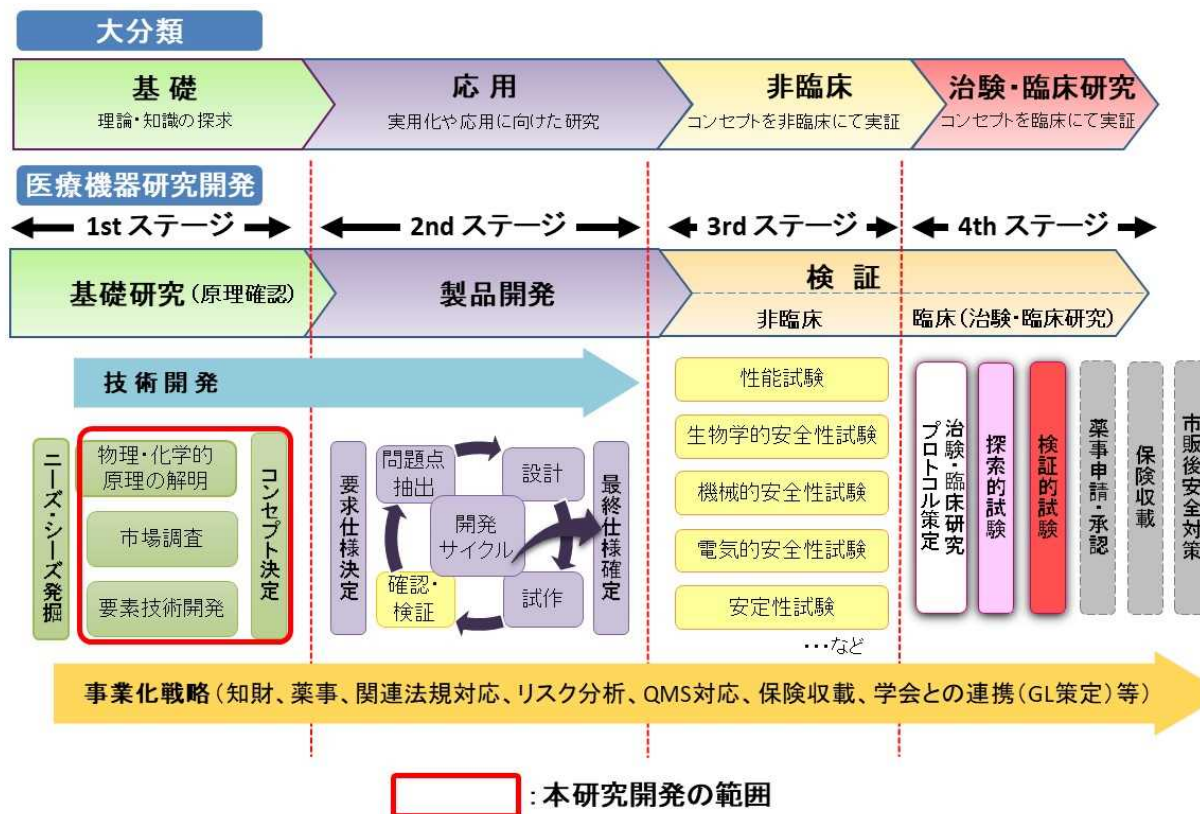 大分類
基礎
理論・知識の探求
応用
実用化や応用に向けた研究
非臨床
コンセプトを非臨床にて実証
治験・臨床研究
コンセプトを臨床にて実証
医療機器研究開発
1st ステージ
2nd ステージ
3rd ステージ
4th ステージ
基礎研究(原理確認)
製品開発
検 証
非臨床
臨床(治験・臨床研究)
技術開発
ニーズ・シーズ発掘
物理・化学的
原理の解明
市場調査
要素技術開発
コンセプト決定
要求仕様決定
問題点
抽出
設計
開発
サイクル
確認・
検証
試作
最終仕様確定
性能試験
生物学的安全性試験
機械的安全性試験
電気的安全性試験
安定性試験
・・・など
治験・臨床研究
プロトコル策定
探索的試験
検証的試験
薬事申請・承認
保険収載
市販後安全対策
事業化戦略(知財、薬事、関連法規対応、リスク分析、QMS対応、保険収載、学会との連携(GL策定)等)
:本研究開発の範囲